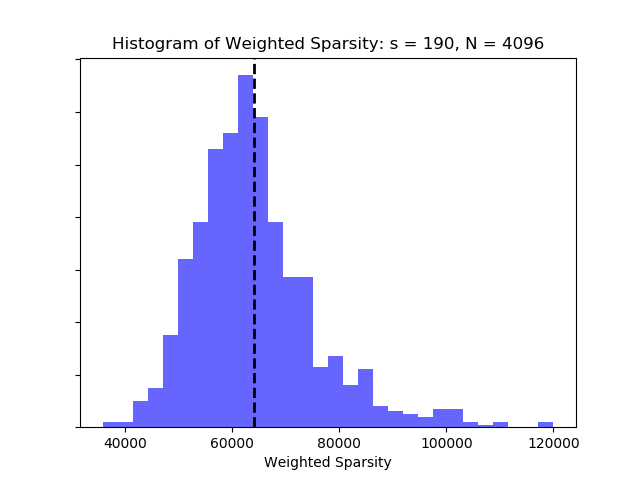 Histogram of Weighted Sparsity: s = 190, N = 4096
40000 60000 80000 100000 120000
Weighted Sparsity